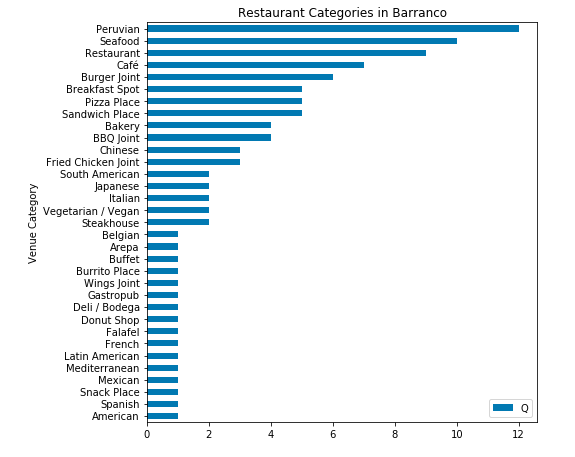 Restaurant Categories in Barranco
Venue Category
Peruvian
Seafood
Restaurant
Café
Burger Joint
Breakfast Spot
Pizza Place
Sandwich Place
Bakery
BBQ Joint
Chinese
Fried Chicken Joint
South American
Japanese
Italian
Vegetarian / Vegan
Steakhouse
Belgian
Arepa
Buffet
Burrito Place
Wings Joint
Gastropub
Deli / Bodega
Donut Shop
Falafel
French
Latin American
Mediterranean
Mexican
Snack Place
Spanish
American
Q
0 2 4 6 8 10 12